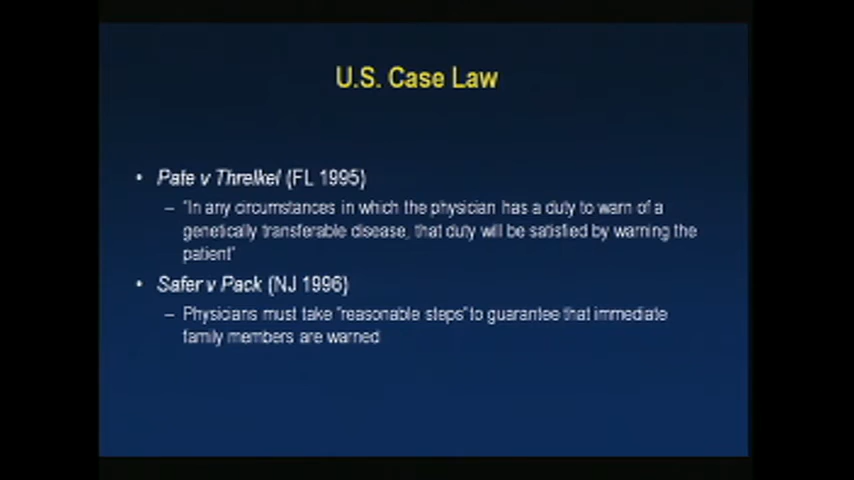 U.S. Case Law
• Pate v Threlkel (FL 1995)
– "In any circumstances in which the physician has a duty to warn of a
genetically transferable disease, that duty will be satisfied by warning the
patient"
• Safer v Pack (NJ 1996)
– Physicians must take "reasonable steps" to guarantee that immediate
family members are warned